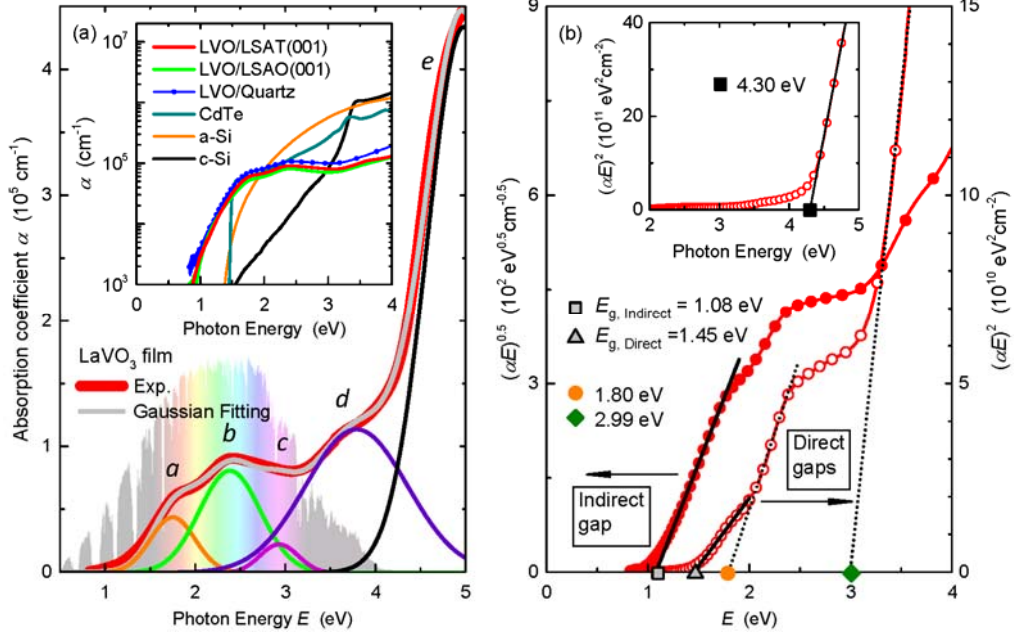 (a)
Absorption coefficient α (10⁵ cm⁻¹)
4
3
2
1
0
1
2
3
4
5
Photon Energy E (eV)
α (cm⁻¹)
10⁷
10⁵
10³
0
1
2
3
4
Photon Energy (eV)
LVO/LSAT(001)
LVO/LSAO(001)
LVO/Quartz
CdTe
a-Si
c-Si
LaVO₃ film
Exp.
Gaussian Fitting
a
b
c
d
e
(b)
(αE)⁰·⁵ (10² eV⁰·⁵cm⁻⁰·⁵)
9
6
3
0
0
1
2
3
4
E (eV)
15
10
5
0
(αE)² (10¹⁰ eV²cm⁻²)
(αE)² (10¹¹ eV²cm⁻²)
40
20
0
2
3
4
5
Photon Energy (eV)
4.30 eV
E g, Indirect = 1.08 eV
E g, Direct =1.45 eV
1.80 eV
2.99 eV
Indirect
gap
Direct
gaps